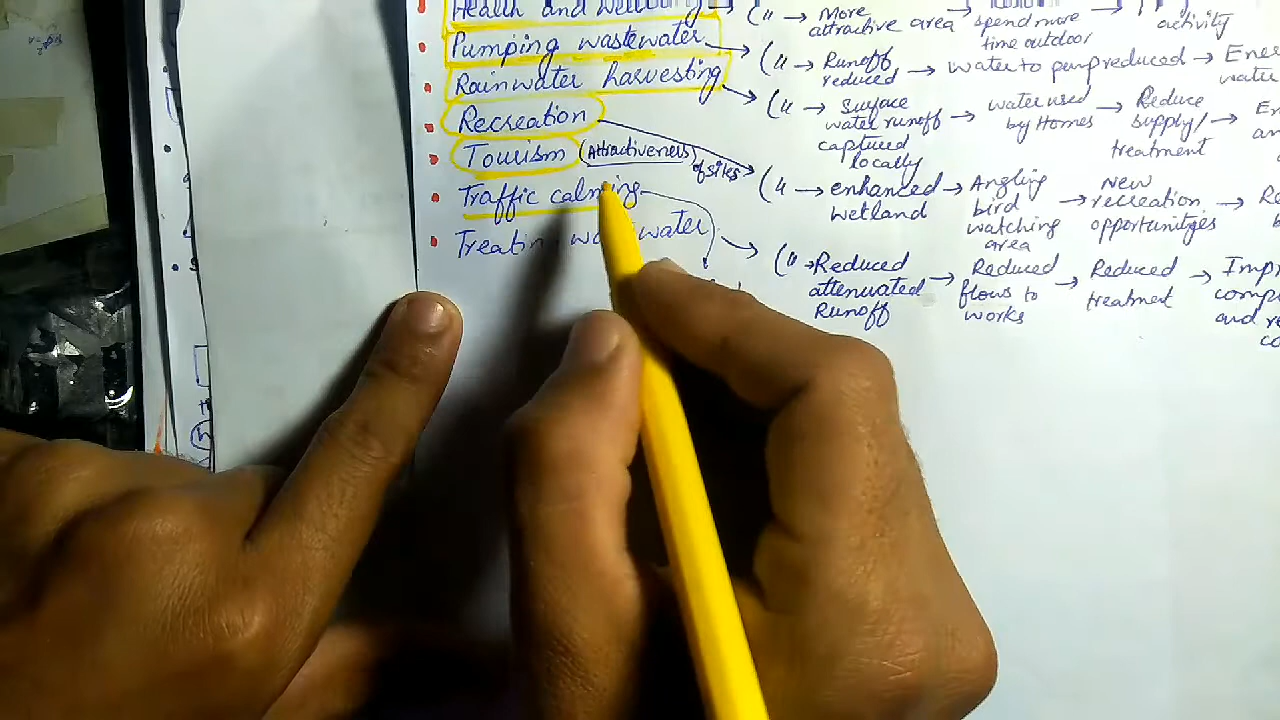 Health and wellbeing → (" → More attractive area → spend more time outdoor → activity
Pumping wastewater → (" → Runoff reduced → water to pump reduced → water
Rainwater harvesting → (" → Surface water runoff captured locally → water used by Homes → Reduce supply/ treatment →
Recreation → (" → enhanced wetland → Angling bird watching area → New recreation opportunitges →
Tourism (Attractiveness of sites)
Traffic calming
Treating wastewater → (" → Reduced attenuated Runoff → Reduced flows to works → Reduced treatment →